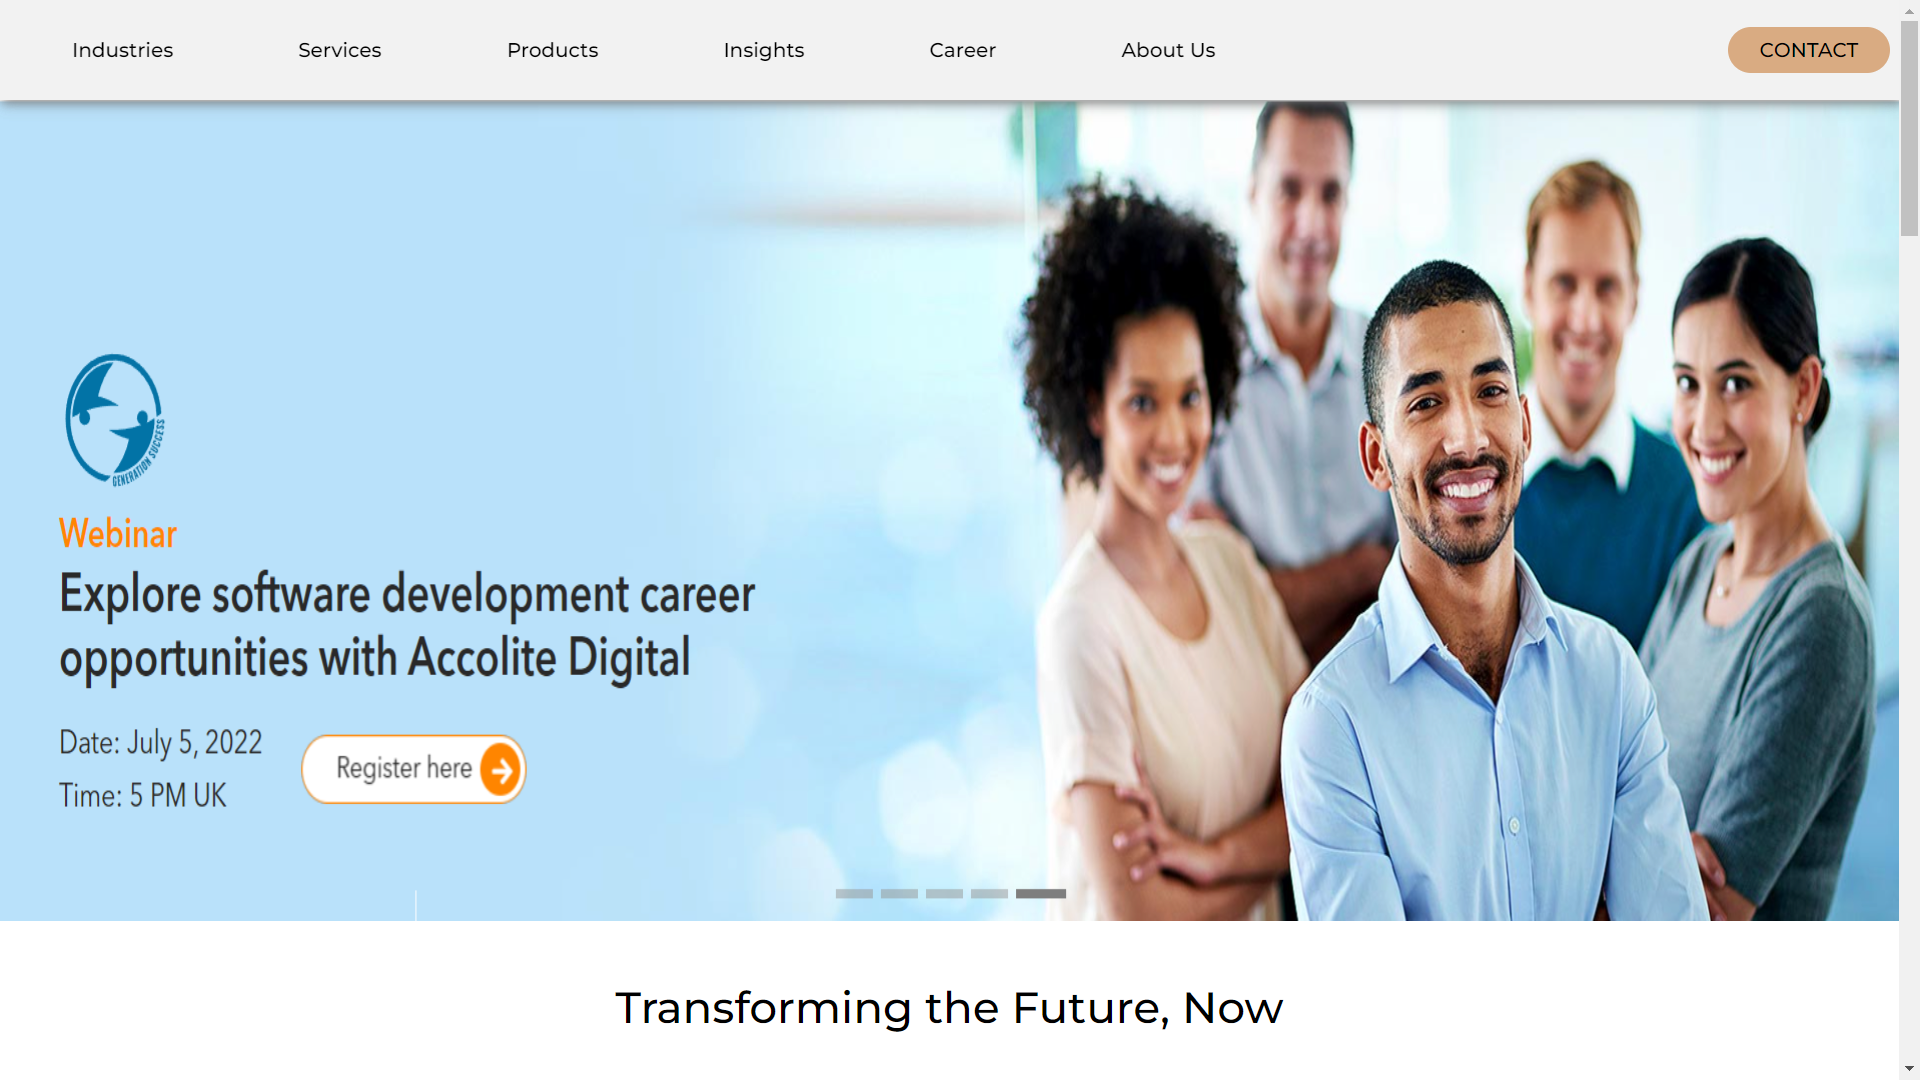 Industries
Services
Products
Insights
Career
About Us
CONTACT
GENERATION SUCCESS
Webinar
Explore software development career
opportunities with Accolite Digital
Date: July 5, 2022
Register here
Time: 5 PM UK
Transforming the Future, Now